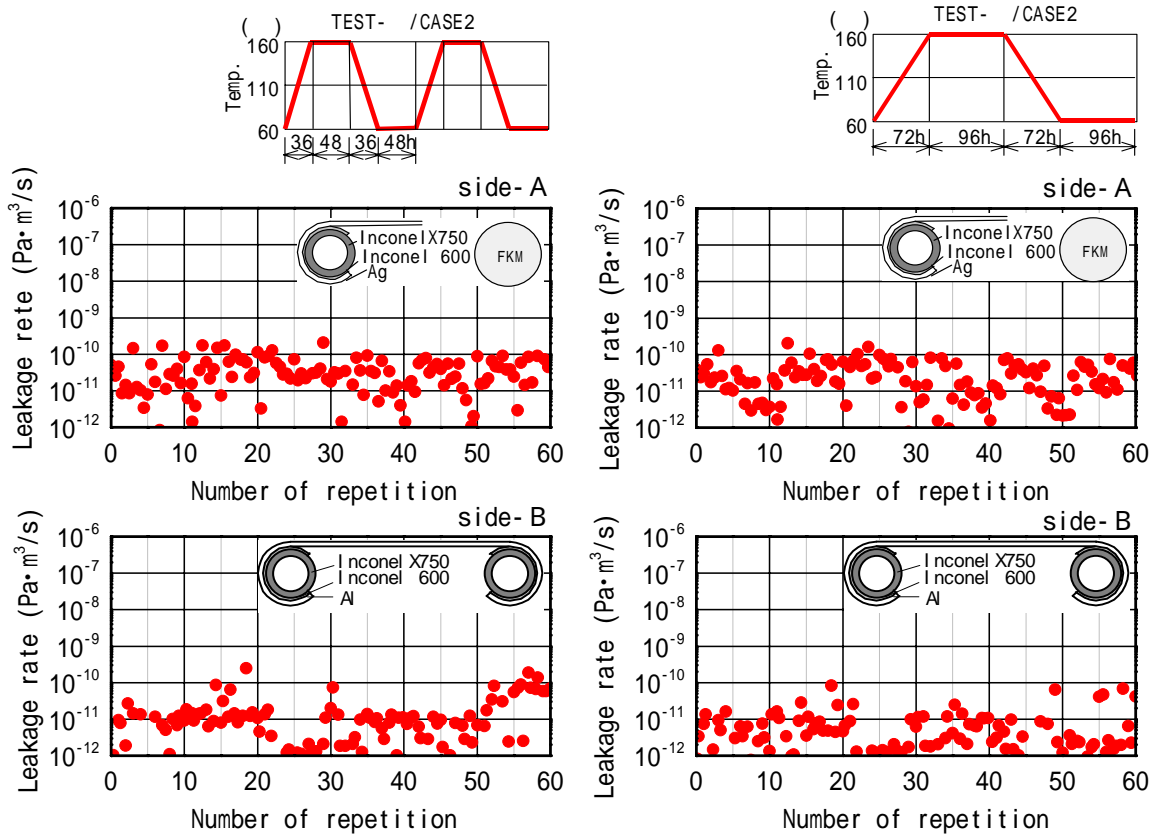 TEST-   /CASE2
(  )
Temp.
160
110
60
36 48 36 48h
side-A
Leakage rete (Pa・m³/s)
10⁻⁶
10⁻⁷
10⁻⁸
10⁻⁹
10⁻¹⁰
10⁻¹¹
10⁻¹²
InconelX750
Inconel 600
Ag
FKM
0 10 20 30 40 50 60
Number of repetition
side-B
Leakage rate (Pa・m³/s)
10⁻⁶
10⁻⁷
10⁻⁸
10⁻⁹
10⁻¹⁰
10⁻¹¹
10⁻¹²
Inconel X750
Inconel 600
Al
0 10 20 30 40 50 60
Number of repetition
TEST-   /CASE2
(  )
Temp.
160
110
60
72h 96h 72h 96h
side-A
Leakage rate (Pa・m³/s)
10⁻⁶
10⁻⁷
10⁻⁸
10⁻⁹
10⁻¹⁰
10⁻¹¹
10⁻¹²
InconelX750
Inconel 600
Ag
FKM
0 10 20 30 40 50 60
Number of repetition
side-B
Leakage rate (Pa・m³/s)
10⁻⁶
10⁻⁷
10⁻⁸
10⁻⁹
10⁻¹⁰
10⁻¹¹
10⁻¹²
Inconel X750
Inconel 600
Al
0 10 20 30 40 50 60
Number of repetition